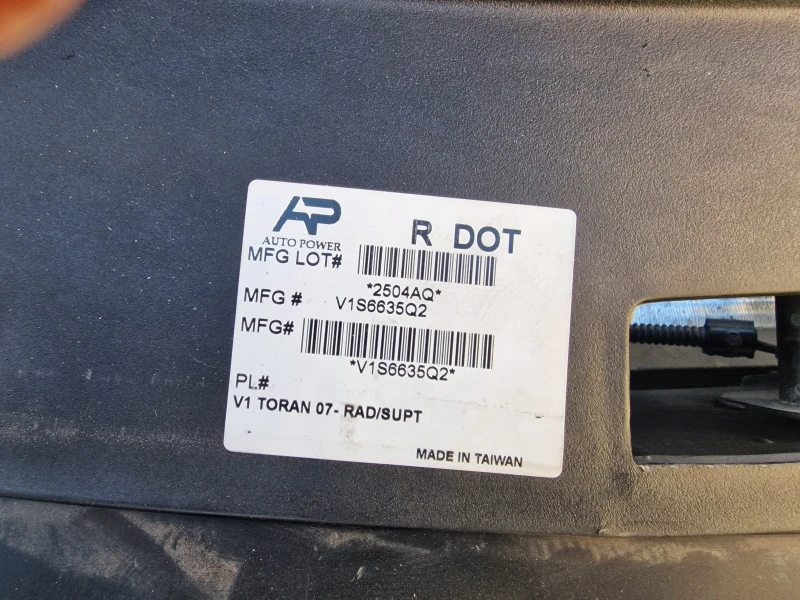 AP
AUTO POWER
R DOT
MFG LOT#
*2504AQ*
MFG # V1S6635Q2
MFG#
*V1S6635Q2*
PL#
V1 TORAN 07- RAD/SUPT
MADE IN TAIWAN